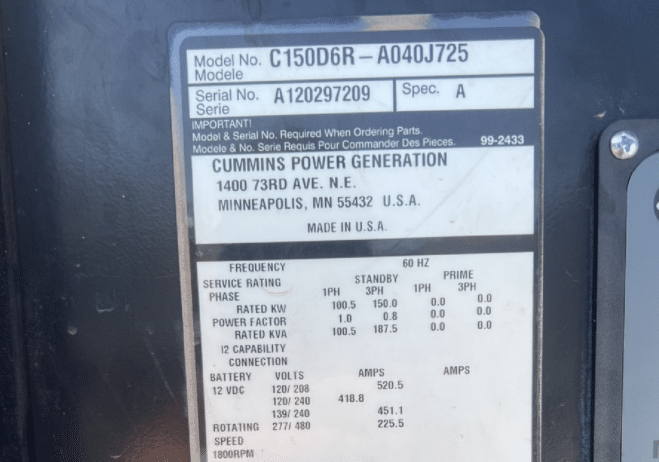 Model No. C150D6R-A040J725
Modele
Serial No. A120297209 Spec. A
Serie
IMPORTANT!
Model & Serial No. Required When Ordering Parts.
Modele & No. Serie Requis Pour Commander Des Pieces. 99-2433
CUMMINS POWER GENERATION
1400 73RD AVE. N.E.
MINNEAPOLIS, MN 55432 U.S.A.
MADE IN U.S.A.
FREQUENCY 60 HZ
SERVICE RATING STANDBY PRIME
PHASE 1PH 3PH 1PH 3PH
RATED KW 100.5 150.0 0.0 0.0
POWER FACTOR 1.0 0.8 0.0 0.0
RATED KVA 100.5 187.5 0.0 0.0
I2 CAPABILITY
CONNECTION
BATTERY VOLTS AMPS AMPS
12 VDC 120/ 208 520.5
120/ 240 418.8
139/ 240 451.1
ROTATING 277/ 480 225.5
SPEED
1800RPM